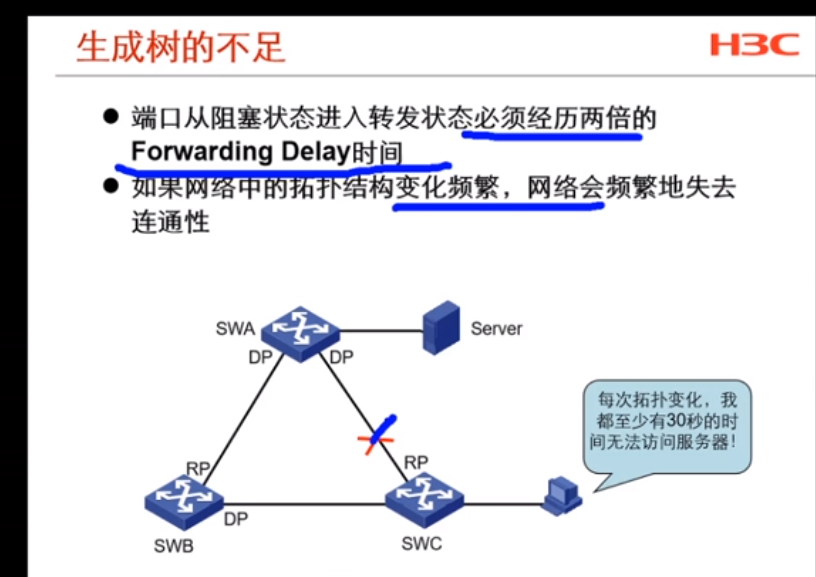 生成树的不足
H3C
端口从阻塞状态进入转发状态必须经历两倍的
Forwarding Delay时间
如果网络中的拓扑结构变化频繁，网络会频繁地失去
连通性
SWA
Server
DP
DP
每次拓扑变化，我
都至少有30秒的时
间无法访问服务器!
RP
RP
DP
SWB
SWC